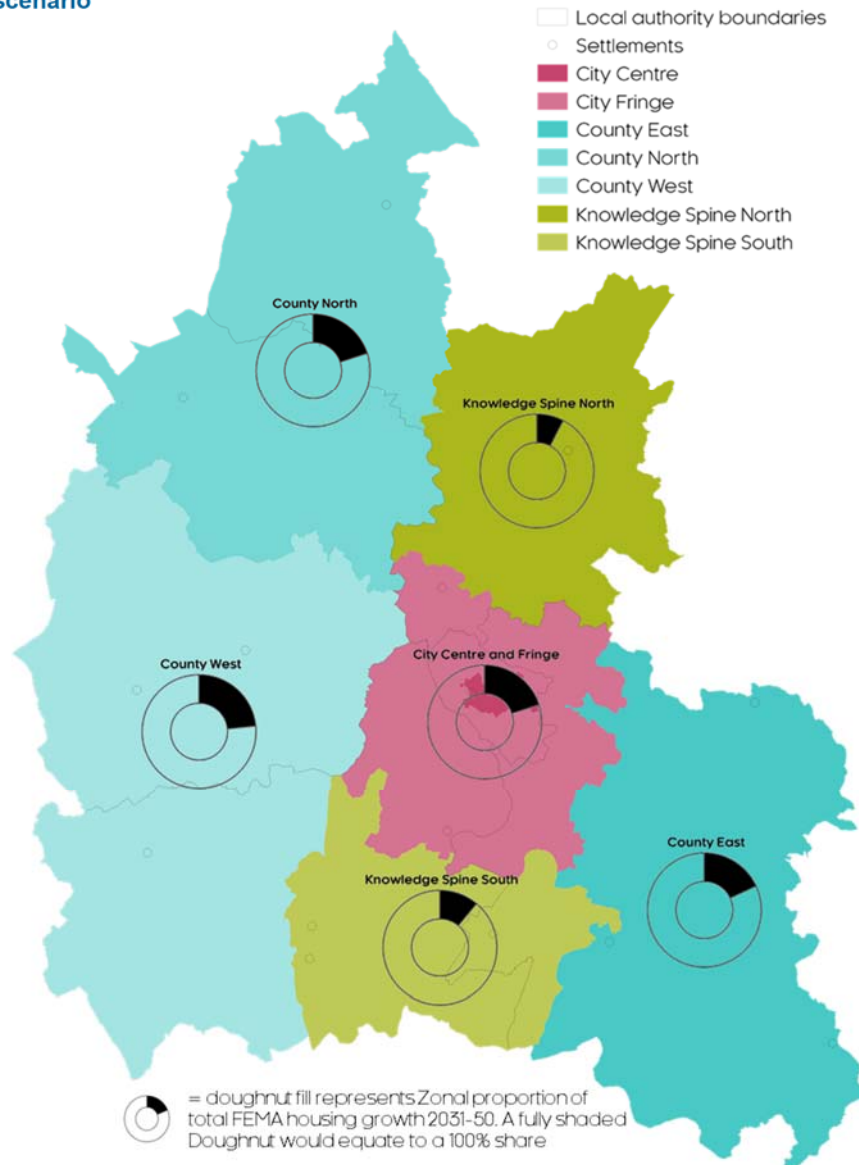 scenario
Local authority boundaries
Settlements
City Centre
City Fringe
County East
County North
County West
Knowledge Spine North
Knowledge Spine South
County North
Knowledge Spine North
City Centre and Fringe
County West
County East
Knowledge Spine South
= doughnut fill represents Zonal proportion of
total FEMA housing growth 2031-50. A fully shaded
Doughnut would equate to a 100% share